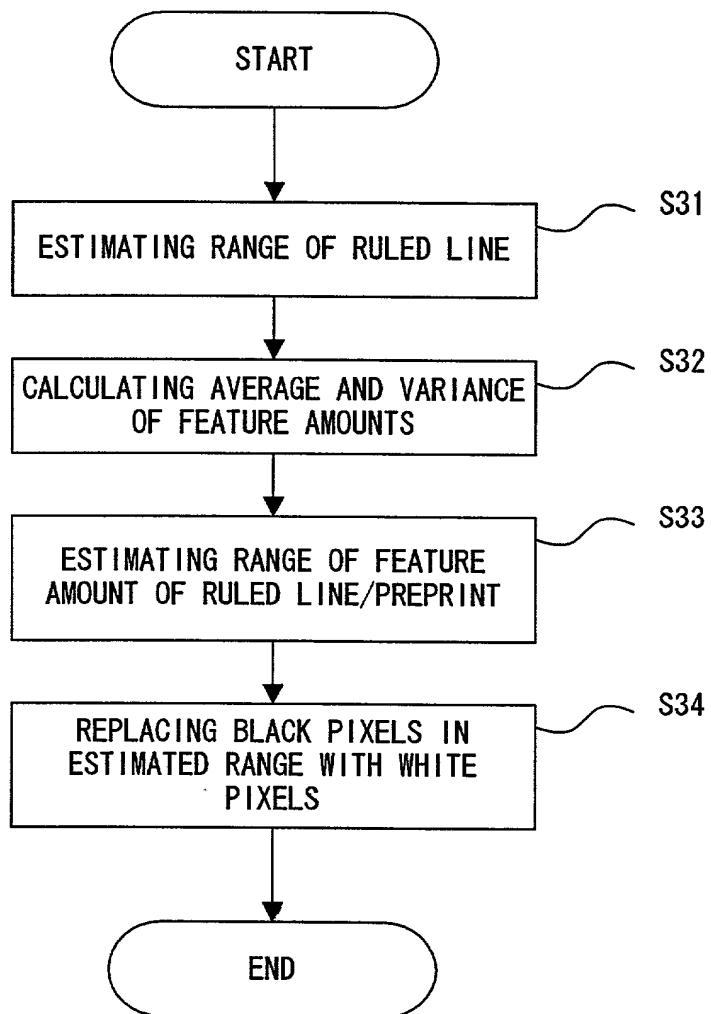 START
S31
ESTIMATING RANGE OF RULED LINE
S32
CALCULATING AVERAGE AND VARIANCE
OF FEATURE AMOUNTS
S33
ESTIMATING RANGE OF FEATURE
AMOUNT OF RULED LINE/PREPRINT
S34
REPLACING BLACK PIXELS IN
ESTIMATED RANGE WITH WHITE
PIXELS
END